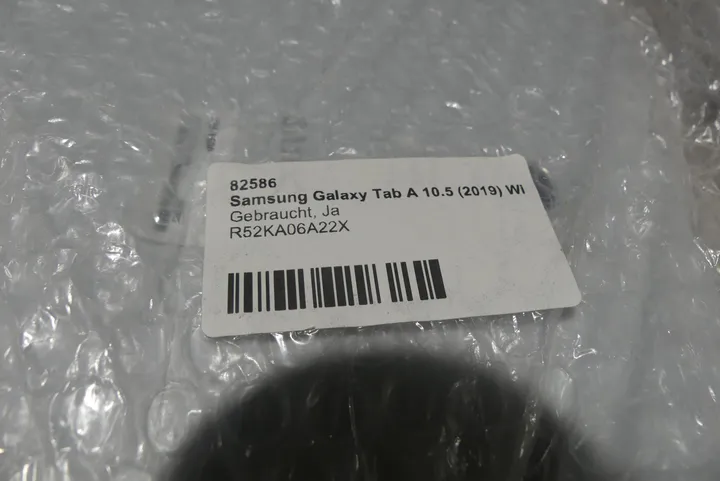 82586
Samsung Galaxy Tab A 10.5 (2019) Wi
Gebraucht, Ja
R52KA06A22X